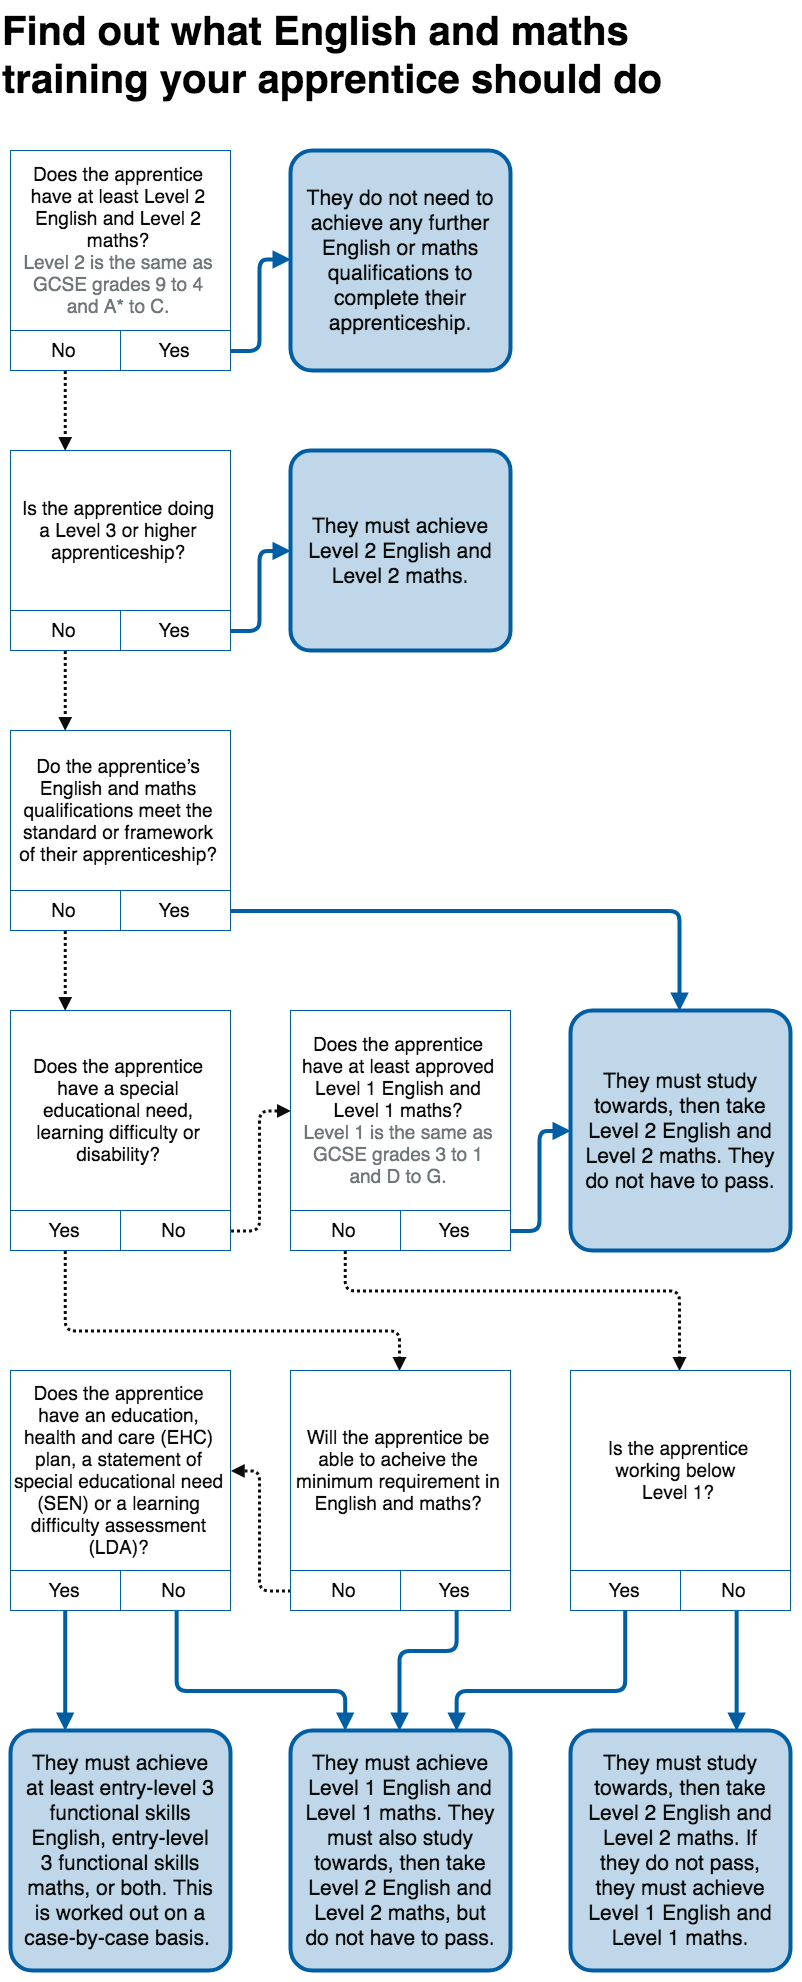 Find out what English and maths
training your apprentice should do
Does the apprentice
have at least Level 2
English and Level 2
maths?
Level 2 is the same as
GCSE grades 9 to 4
and A* to C.
No
Yes
They do not need to
achieve any further
English or maths
qualifications to
complete their
apprenticeship.
Is the apprentice doing
a Level 3 or higher
apprenticeship?
No
Yes
They must achieve
Level 2 English and
Level 2 maths.
Do the apprentice's
English and maths
qualifications meet the
standard or framework
of their apprenticeship?
No
Yes
Does the apprentice
have a special
educational need,
learning difficulty or
disability?
Yes
No
Does the apprentice
have at least approved
Level 1 English and
Level 1 maths?
Level 1 is the same as
GCSE grades 3 to 1
and D to G.
No
Yes
They must study
towards, then take
Level 2 English and
Level 2 maths. They
do not have to pass.
Does the apprentice
have an education,
health and care (EHC)
plan, a statement of
special educational need
(SEN) or a learning
difficulty assessment
(LDA)?
Yes
No
Will the apprentice be
able to acheive the
minimum requirement in
English and maths?
No
Yes
Is the apprentice
working below
Level 1?
Yes
No
They must achieve
at least entry-level 3
functional skills
English, entry-level
3 functional skills
maths, or both. This
is worked out on a
case-by-case basis.
They must achieve
Level 1 English and
Level 1 maths. They
must also study
towards, then take
Level 2 English and
Level 2 maths, but
do not have to pass.
They must study
towards, then take
Level 2 English and
Level 2 maths. If
they do not pass,
they must achieve
Level 1 English and
Level 1 maths.